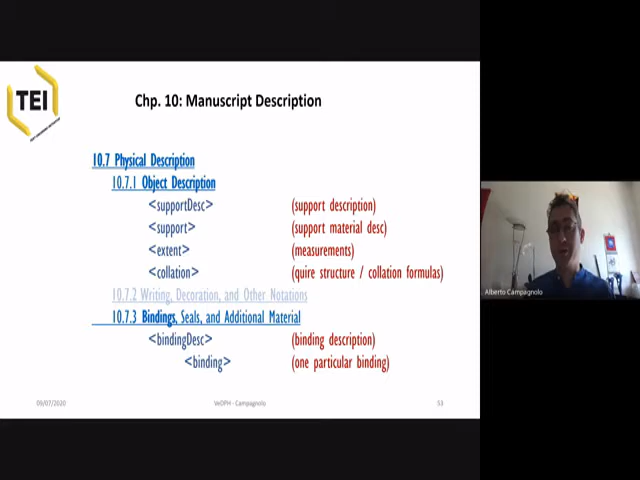 TEI
Chp. 10: Manuscript Description
10.7 Physical Description
10.7.1 Object Description
<supportDesc> (support description)
<support> (support material desc)
<extent> (measurements)
<collation> (quire structure / collation formulas)
10.7.2 Writing, Decoration, and Other Notations
10.7.3 Bindings, Seals, and Additional Material
<bindingDesc> (binding description)
<binding> (one particular binding)
09/07/2020 VeDPH - Campagnolo 53
Alberto Campagnolo